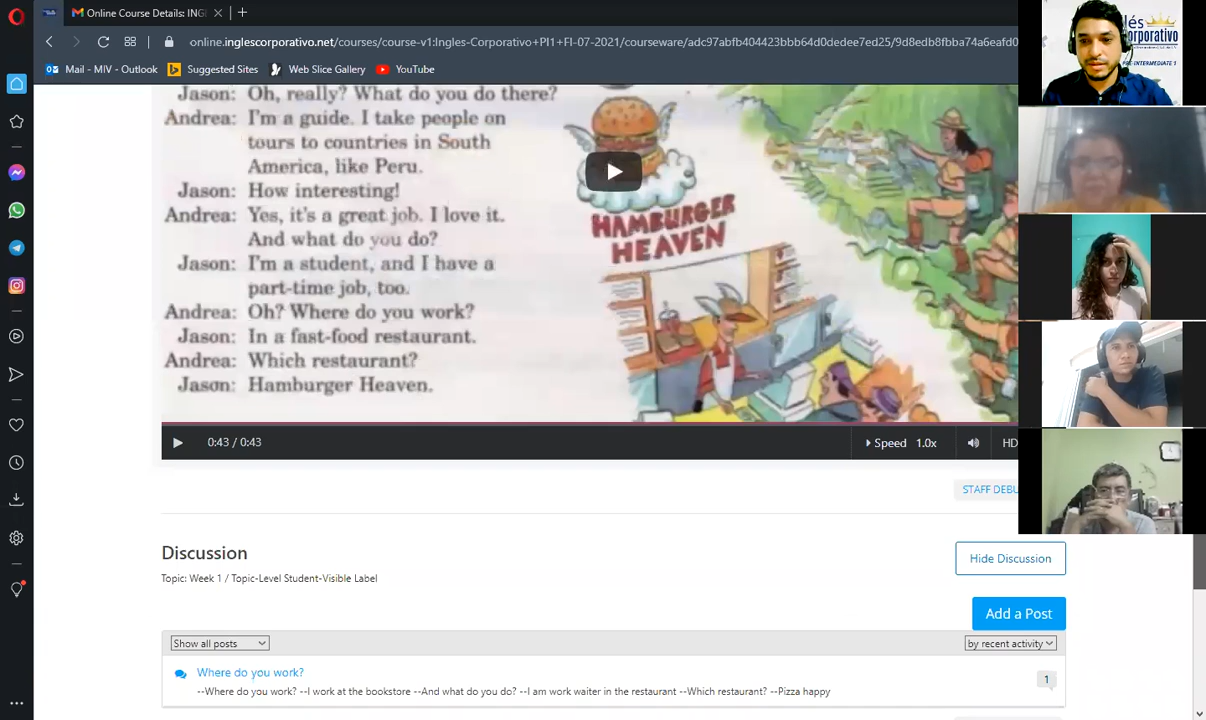 Online Course Details: ING
online.inglescorporativo.net/courses/course-v1:Ingles-Corporativo+PI1+FI-07-2021/courseware/adc97abfb404423bbb64d0dedee7ed25/9d8edb8fbba74a6eafd0
Mail - MIV - Outlook
Suggested Sites
Web Slice Gallery
YouTube
PRE-INTERMEDIATE 1
Jason: Oh, really? What do you do there?
Andrea: I'm a guide. I take people on
tours to countries in South
America, like Peru.
Jason: How interesting!
Andrea: Yes, it's a great job. I love it.
And what do you do?
Jason: I'm a student, and I have a
part-time job, too.
Andrea: Oh? Where do you work?
Jason: In a fast-food restaurant.
Andrea: Which restaurant?
Jason: Hamburger Heaven.
HAMBURGER
HEAVEN
0:43 / 0:43
Speed 1.0x
HD
STAFF DEBU
Discussion
Hide Discussion
Topic: Week 1 / Topic-Level Student-Visible Label
Add a Post
Show all posts
by recent activity
Where do you work?
--Where do you work? --I work at the bookstore --And what do you do? --I am work waiter in the restaurant --Which restaurant? --Pizza happy
1